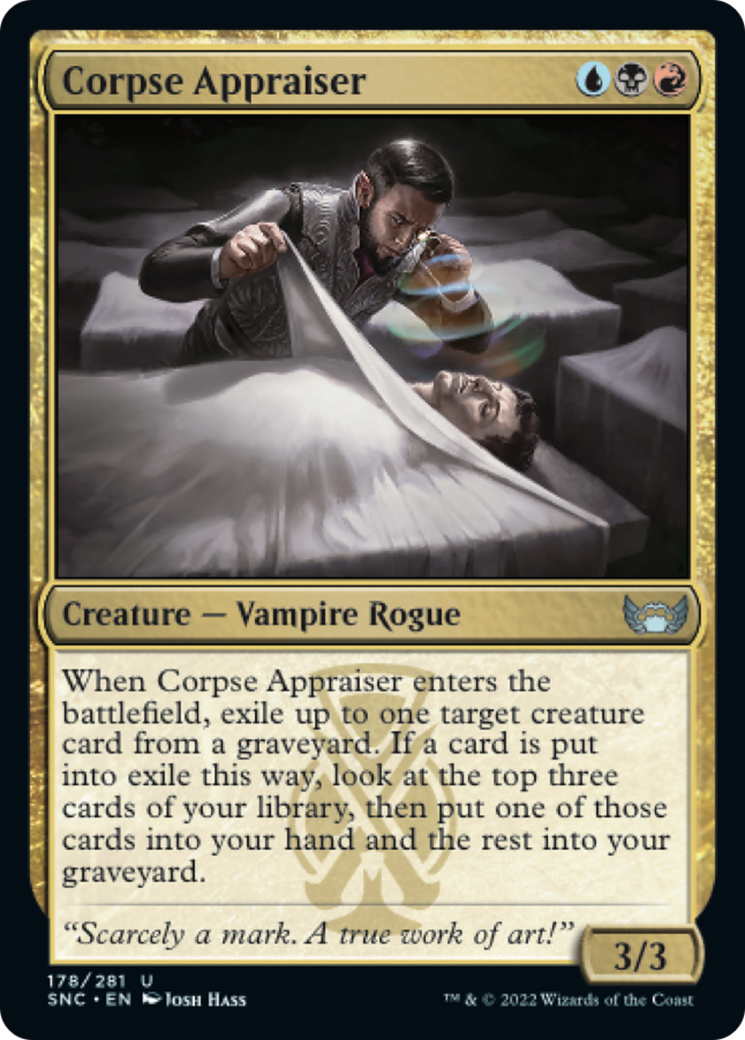 Corpse Appraiser
Creature — Vampire Rogue
When Corpse Appraiser enters the
battlefield, exile up to one target creature
card from a graveyard. If a card is put
into exile this way, look at the top three
cards of your library, then put one of those
cards into your hand and the rest into your
graveyard.
“Scarcely a mark. A true work of art!”
3/3
178/281 U
SNC • EN Josh Hass
™ & © 2022 Wizards of the Coast